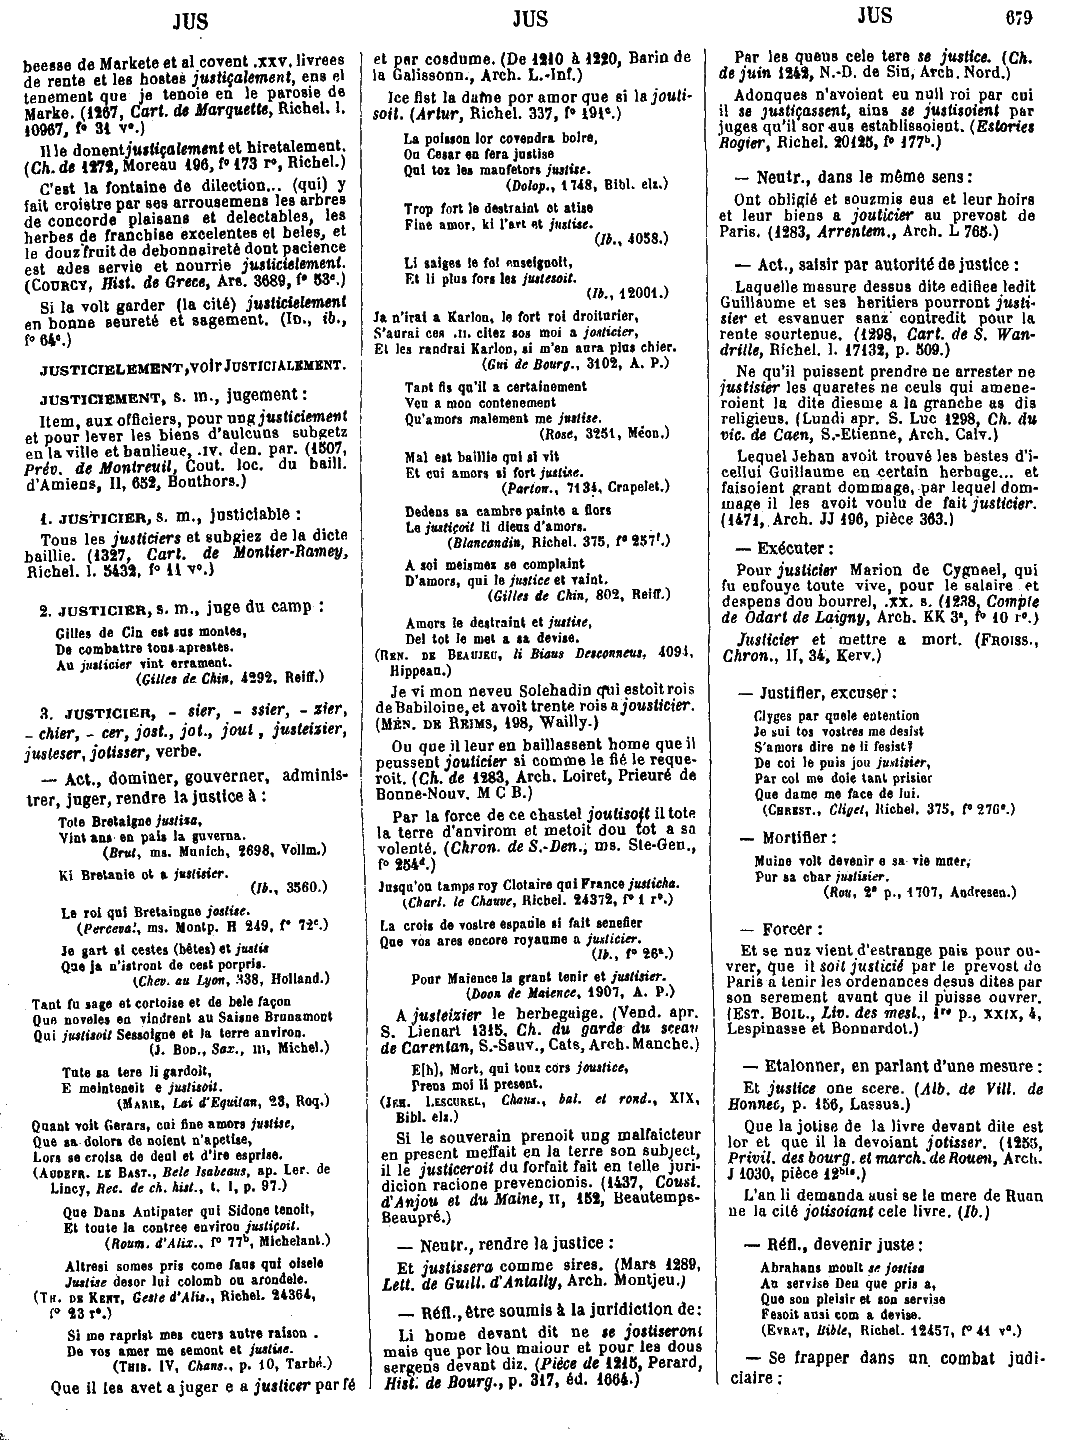 JUS
JUS
JUS
679
beesse de Markete et al covent .XXV. livrees
de rente et les hostes justiçalement, ens el
tenement que je tenoie en le parosie de
Marke. (1267, Cart. de Marquette, Richel. l.
10967, f° 31 v°.)
Il le donent justiçalement et hiretalement.
(Ch. de 1272, Moreau 196, f° 173 r°, Richel.)
C'est la fontaine de dilection... (qui) y
fait croistre par ses arrousemens les arbres
de concorde plaisans et delectables, les
herbes de franchise excelentes et beles, et
le douz fruit de debonnaireté dont pacience
est ades servie et nourrie justicielement.
(COURCY, Hist. de Grece, Ars. 3689, f° 53°.)
Si la volt garder (la cité) justicielement
en bonne seureté et sagement. (ID., ib.,
f° 64°.)
JUSTICIELEMENT, voir JUSTICIALEMENT.
JUSTICIEMENT, s. m., jugement :
Item, aux officiers, pour ung justiciement
et pour lever les biens d'aulcuns subgetz
en la ville et banlieue, .IV. den. par. (1507,
Prév. de Montreuil, Cout. loc. du baill.
d'Amiens, II, 652, Bouthors.)
1. JUSTICIER, s. m., justiciable :
Tous les justiciers et subgiez de la dicte
baillie. (1327, Cart. de Montier-Ramey,
Richel. l. 5432, f° 11 v°.)
2. JUSTICIER, s. m., juge du camp :
Gilles de Cin est sus montes,
De combattre tous aprestes.
Au justicier vint errament.
(Gilles de Chin, 4292, Reiff.)
3. JUSTICIER, - sier, - ssier, - zier,
- chier, - cer, jost., jot., jout, justeizier,
justeser, jotisser, verbe.
— Act., dominer, gouverner, adminis-
trer, juger, rendre la justice à :
Tote Bretaigne justisa,
Vint ans en pais la guverna.
(Brut, ms. Munich, 2698, Vollm.)
Ki Bretanie ot a justisier.
(Ib., 3560.)
Le roi qui Bretaingne jostise.
(Perceval, ms. Montp. H 249, f° 72°.)
Je gart si cestes (bêtes) et justis
Que ja n'istront de cest porpris.
(Chev. au Lyon, 338, Holland.)
Tant fu sage et cortoise et de bele façon
Que noveles en vindrent au Saisne Brunamont
Qui justisoit Sessoigne et la terre anviron.
(J. BOD., Sax., III, Michel.)
Tute sa tere li gardoit,
E meinteneit e justisoit.
(MARIE, Lai d'Equitan, 23, Roq.)
Quant voit Gerars, cui fine amors justise,
Que sa dolors de noient n'apetise,
Lors se croisa de deul et d'ire esprise.
(AUDEFR. LE BAST., Bele Isabeaus, ap. Ler. de
Lincy, Rec. de ch. hist., t. I, p. 97.)
Que Dans Antipater qui Sidone tenoit,
Et toute la contree environ justiçoit.
(Roum. d'Alix., f° 77b, Michelant.)
Altresi somes pris come fans qui oisele
Justise desor lui colomb ou arondele.
(TH. DE KENT, Geste d'Alis., Richel. 24364,
f° 23 r°.)
Si me raprist mes cuers autre raison .
De vos amer me semont et justise.
(THIB. IV, Chans., p. 10, Tarbé.)
Que il les avet a juger e a justicer par fé
et par cosdume. (De 1210 à 1220, Barin de
la Galissonn., Arch. L.-Inf.)
Ice fist la dame por amor que si la jouti-
soit. (Artur, Richel. 337, f° 191°.)
La poisson lor covendra boire,
Ou Cesar en fera justise
Qui toz les maufetors justise.
(Dolop., 1748, Bibl. elz.)
Trop fort le destraint et atise
Fine amor, ki l'art et justise.
(Ib., 4058.)
Li saiges le fol enseignoit,
Et li plus fors les justesoit.
(Ib., 12001.)
Ja n'irai a Karlon, le fort roi droiturier,
S'aurai ces .II. citez sos moi a josticier,
Et les randrai Karlon, si m'en aura plus chier.
(Gui de Bourg., 3102, A. P.)
Tant fis qu'il a certainement
Veu a mon contenement
Qu'amors malement me justise.
(Rose, 3251, Méon.)
Mal est baillie qui si vit
Et cui amors si fort justise.
(Parton., 7134, Crapelet.)
Dedens sa cambre painte a flors
Le justiçoit li dieus d'amors.
(Blancandin, Richel. 375, f° 257f.)
A soi meismes se complaint
D'amors, qui le justice et vaint.
(Gilles de Chin, 802, Reiff.)
Amors le destraint et justise,
Del tot le met a sa devise.
(REN. DE BEAUJEU, li Biaus Desconneus, 4094,
Hippeau.)
Je vi mon neveu Solehadin qui estoit rois
de Babiloine, et avoit trente rois a jousticier.
(MÉN. DE REIMS, 198, Wailly.)
Ou que il leur en baillassent home que il
peussent jouticier si comme le fié le reque-
roit. (Ch. de 1283, Arch. Loiret, Prieuré de
Bonne-Nouv. M C B.)
Par la force de ce chastel joutisoit il tote
la terre d'anvirom et metoit dou tot a sa
volenté. (Chron. de S.-Den., ms. Ste-Gen.,
f° 254d.)
Jusqu'ou tamps roy Clotaire qui France justicha.
(Charl. le Chauve, Richel. 24372, f° 1 r°.)
La crois de vostre espaule si fait senefier
Que vos ares encore royaume a justicier.
(Ib., f° 26a.)
Pour Maience la grant tenir et justisier.
(Doon de Maience, 1907, A. P.)
A justeizier le herbegaige. (Vend. apr.
S. Lienart 1315, Ch. du garde du sceau
de Carentan, S.-Sauv., Cats, Arch. Manche.)
E[h], Mort, qui touz cors joustice,
Prens moi li present.
(JEH. LESCUREL, Chans., bal. et rond., XIX,
Bibl. elz.)
Si le souverain prenoit ung malfaicteur
en present meffait en la terre son subject,
il le justiceroit du forfait fait en telle juri-
dicion racione prevencionis. (1437, Coust.
d'Anjou et du Maine, II, 152, Beautemps-
Beaupré.)
— Neutr., rendre la justice :
Et justissera comme sires. (Mars 1289,
Lett. de Guill. d'Antally, Arch. Montjeu.)
— Réfl., être soumis à la juridiction de:
Li home devant dit ne se jostiseront
mais que por lou maiour et pour les dous
sergens devant diz. (Pièce de 1215, Perard,
Hist. de Bourg., p. 317, éd. 1664.)
Par les queus cele tere se justice. (Ch.
de juin 1242, N.-D. de Sin, Arch. Nord.)
Adonques n'avoient eu null roi par cui
il se justiçassent, ains se justisoient par
juges qu'il sor eus establissoient. (Estories
Rogier, Richel. 20125, f° 177b.)
— Neutr., dans le même sens :
Ont obligié et souzmis eus et leur hoirs
et leur biens a jouticier au prevost de
Paris. (1283, Arrentem., Arch. L 765.)
— Act., saisir par autorité de justice :
Laquelle masure dessus dite edifiee ledit
Guillaume et ses heritiers pourront justi-
sier et esvanuer sanz contredit pour la
rente sourtenue. (1298, Cart. de S. Wan-
drille, Richel. l. 17132, p. 509.)
Ne qu'il puissent prendre ne arrester ne
justisier les quaretes ne ceuls qui amene-
roient la dite diesme a la granche as dis
religieus. (Lundi apr. S. Luc 1298, Ch. du
vic. de Caen, S.-Etienne, Arch. Calv.)
Lequel Jehan avoit trouvé les bestes d'i-
cellui Guillaume en certain herbage... et
faisoient grant dommage, par lequel dom-
mage il les avoit voulu de fait justicier.
(1471, Arch. JJ 196, pièce 363.)
— Exécuter :
Pour justicier Marion de Cygneel, qui
fu enfouye toute vive, pour le salaire et
despens dou bourrel, .XX. s. (1238, Compte
de Odart de Laigny, Arch. KK 3a, f° 10 r°.)
Justicier et mettre a mort. (FROISS.,
Chron., II, 34, Kerv.)
— Justifier, excuser :
Clyges par quele entention
Je sui tos vostres me desist
S'amors dire ne li fesist?
De coi le puis jou justisier,
Par coi me doie tant prisier
Que dame me face de lui.
(CHREST., Cliget, Richel. 375, f° 276°.)
— Mortifier :
Muine volt devenir e sa vie muer,
Pur sa char justisier.
(Rou, 2e p., 1707, Andresen.)
— Forcer :
Et se nuz vient d'estrange pais pour ou-
vrer, que il soit justicié par le prevost de
Paris a tenir les ordenances desus dites par
son serement avant que il puisse ouvrer.
(EST. BOIL., Liv. des mest., 1re p., XXIX, 4,
Lespinasse et Bonnardot.)
— Etalonner, en parlant d'une mesure :
Et justice one scere. (Alb. de Vill. de
Honnec, p. 156, Lassus.)
Que la jotise de la livre devant dite est
lor et que il la devoiant jotisser. (1255,
Privil. des bourg. et march. de Rouen, Arch.
J 1030, pièce 12bis.)
L'an li demanda ausi se le mere de Ruan
ne la cité jotisoiant cele livre. (Ib.)
— Réfl., devenir juste :
Abrahans moult se jostisa
Au servise Deu que pris a,
Que son pleisir et son servise
Fesoit ausi com a devise.
(EVRAT, Bible, Richel. 12457, f° 41 v°.)
— Se frapper dans un combat judi-
ciaire :